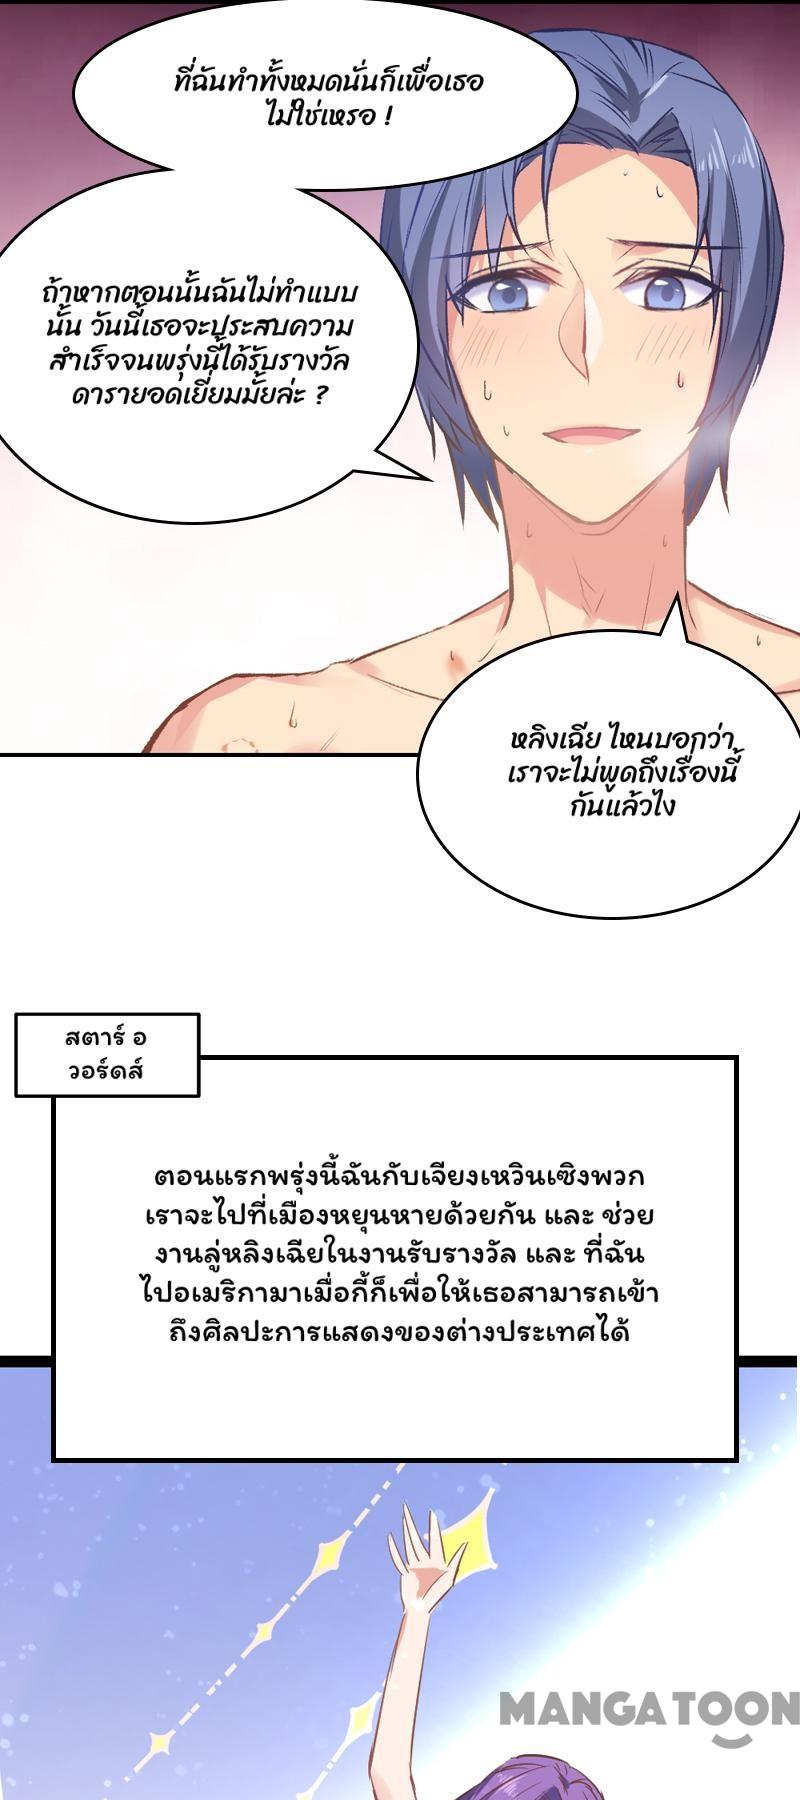 ที่ฉันทำทั้งหมดนั่นก็เพื่อเธอ
ไม่ใช่เหรอ !
ถ้าหากตอนนั้นฉันไม่ทำแบบ
นั้น วันนี้เธอจะประสบความ
สำเร็จจนพรุ่งนี้ได้รับรางวัล
ดารายอดเยี่ยมมั้ยล่ะ ?
หลิงเฉีย ไหนบอกว่า
เราจะไม่พูดถึงเรื่องนี้
กันแล้วไง
สตาร์ อ
วอร์ดส์
ตอนแรกพรุ่งนี้ฉันกับเจียงเหวินเชิงพวก
เราจะไปที่เมืองหยุนหายด้วยกัน และ ช่วย
งานลู่หลิงเฉียในงานรับรางวัล และ ที่ฉัน
ไปอเมริกามาเมื่อกี้ก็เพื่อให้เธอสามารถเข้า
ถึงศิลปะการแสดงของต่างประเทศได้
MANGA TOON